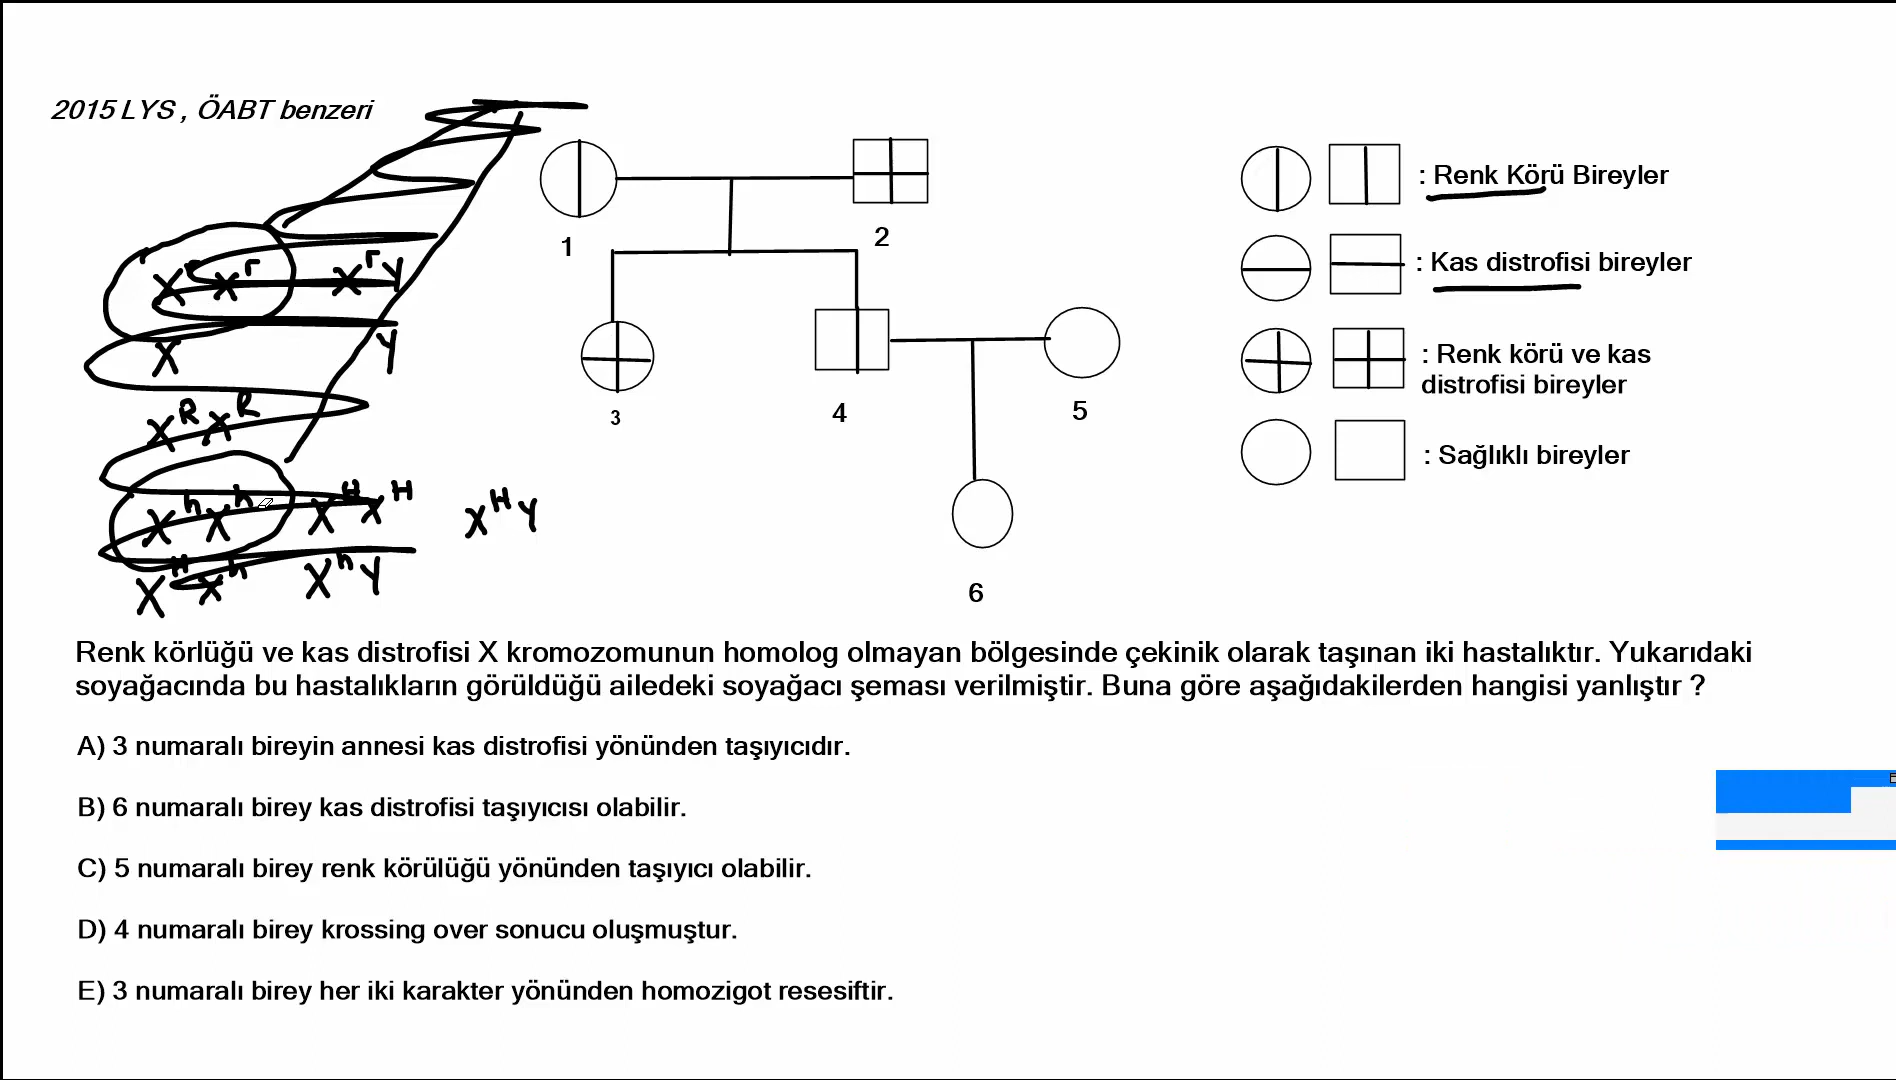 2015 LYS , ÖABT benzeri
1
2
3
4
5
6
: Renk Körü Bireyler
: Kas distrofisi bireyler
: Renk körü ve kas
distrofisi bireyler
: Sağlıklı bireyler
X^r X^r X^r Y
X Y
X^R X^R
X^h X^h X^H X^H X^H Y
X^H X^h X^h Y
Renk körlüğü ve kas distrofisi X kromozomunun homolog olmayan bölgesinde çekinik olarak taşınan iki hastalıktır. Yukarıdaki
soyağacında bu hastalıkların görüldüğü ailedeki soyağacı şeması verilmiştir. Buna göre aşağıdakilerden hangisi yanlıştır ?
A) 3 numaralı bireyin annesi kas distrofisi yönünden taşıyıcıdır.
B) 6 numaralı birey kas distrofisi taşıyıcısı olabilir.
C) 5 numaralı birey renk körülüğü yönünden taşıyıcı olabilir.
D) 4 numaralı birey krossing over sonucu oluşmuştur.
E) 3 numaralı birey her iki karakter yönünden homozigot resesiftir.